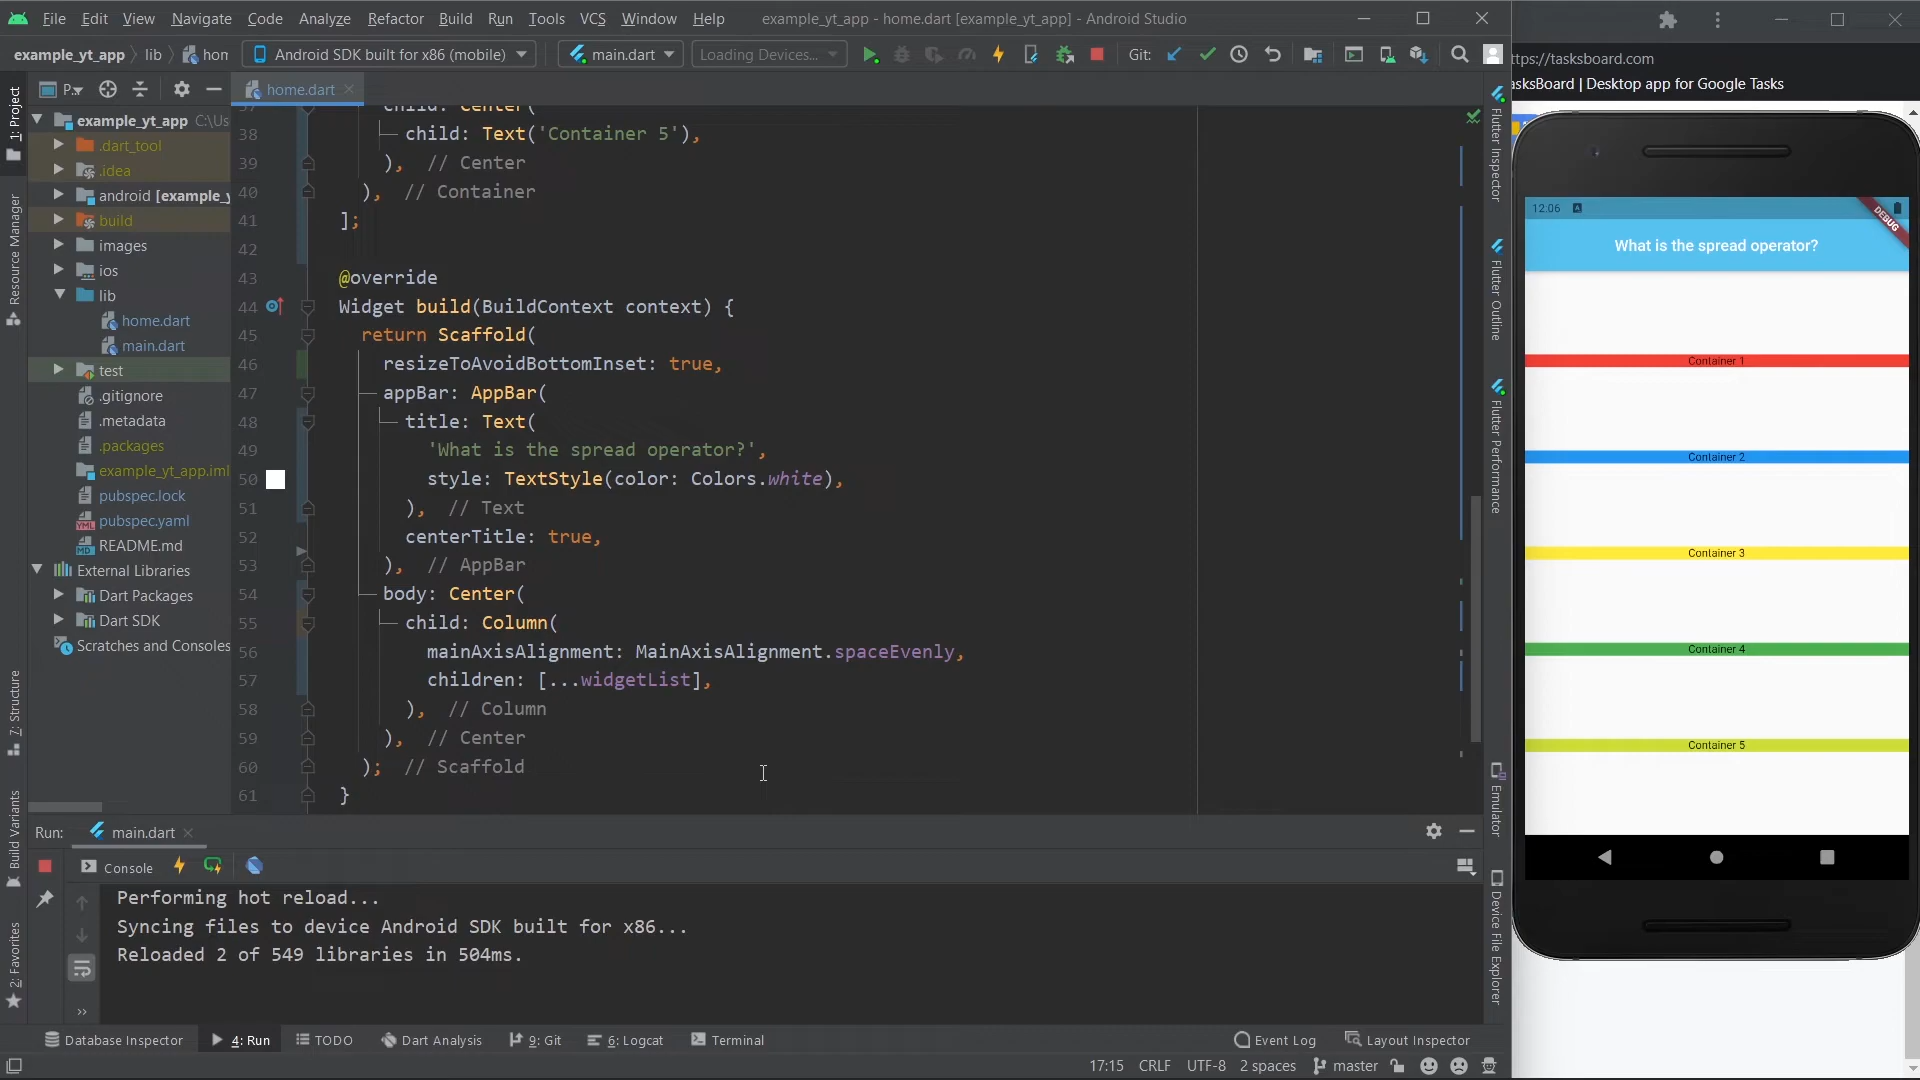 File Edit View Navigate Code Analyze Refactor Build Run Tools VCS Window Help example_yt_app - home.dart [example_yt_app] - Android Studio
example_yt_app lib hom Android SDK built for x86 (mobile) main.dart Loading Devices... Git:
ttps://tasksboard.com
asksBoard | Desktop app for Google Tasks
1: Project
Resource Manager
7: Structure
Build Variants
2: Favorites
P...
example_yt_app C:\Us
.dart_tool
.idea
android [example_y
build
images
ios
lib
home.dart
main.dart
test
.gitignore
.metadata
.packages
example_yt_app.iml
pubspec.lock
pubspec.yaml
README.md
External Libraries
Dart Packages
Dart SDK
Scratches and Consoles
home.dart
37 child: Center(
38 child: Text('Container 5'),
39 ), // Center
40 ), // Container
41 ];
42
43 @override
44 Widget build(BuildContext context) {
45 return Scaffold(
46 resizeToAvoidBottomInset: true,
47 appBar: AppBar(
48 title: Text(
49 'What is the spread operator?',
50 style: TextStyle(color: Colors.white),
51 ), // Text
52 centerTitle: true,
53 ), // AppBar
54 body: Center(
55 child: Column(
56 mainAxisAlignment: MainAxisAlignment.spaceEvenly,
57 children: [...widgetList],
58 ), // Column
59 ), // Center
60 ); // Scaffold
61 }
Flutter Inspector
Flutter Outline
Flutter Performance
Emulator
Device File Explorer
12:06
DEBUG
What is the spread operator?
Container 1
Container 2
Container 3
Container 4
Container 5
Run: main.dart
Console
Performing hot reload...
Syncing files to device Android SDK built for x86...
Reloaded 2 of 549 libraries in 504ms.
Database Inspector 4: Run TODO Dart Analysis 9: Git 6: Logcat Terminal Event Log Layout Inspector
17:15 CRLF UTF-8 2 spaces master